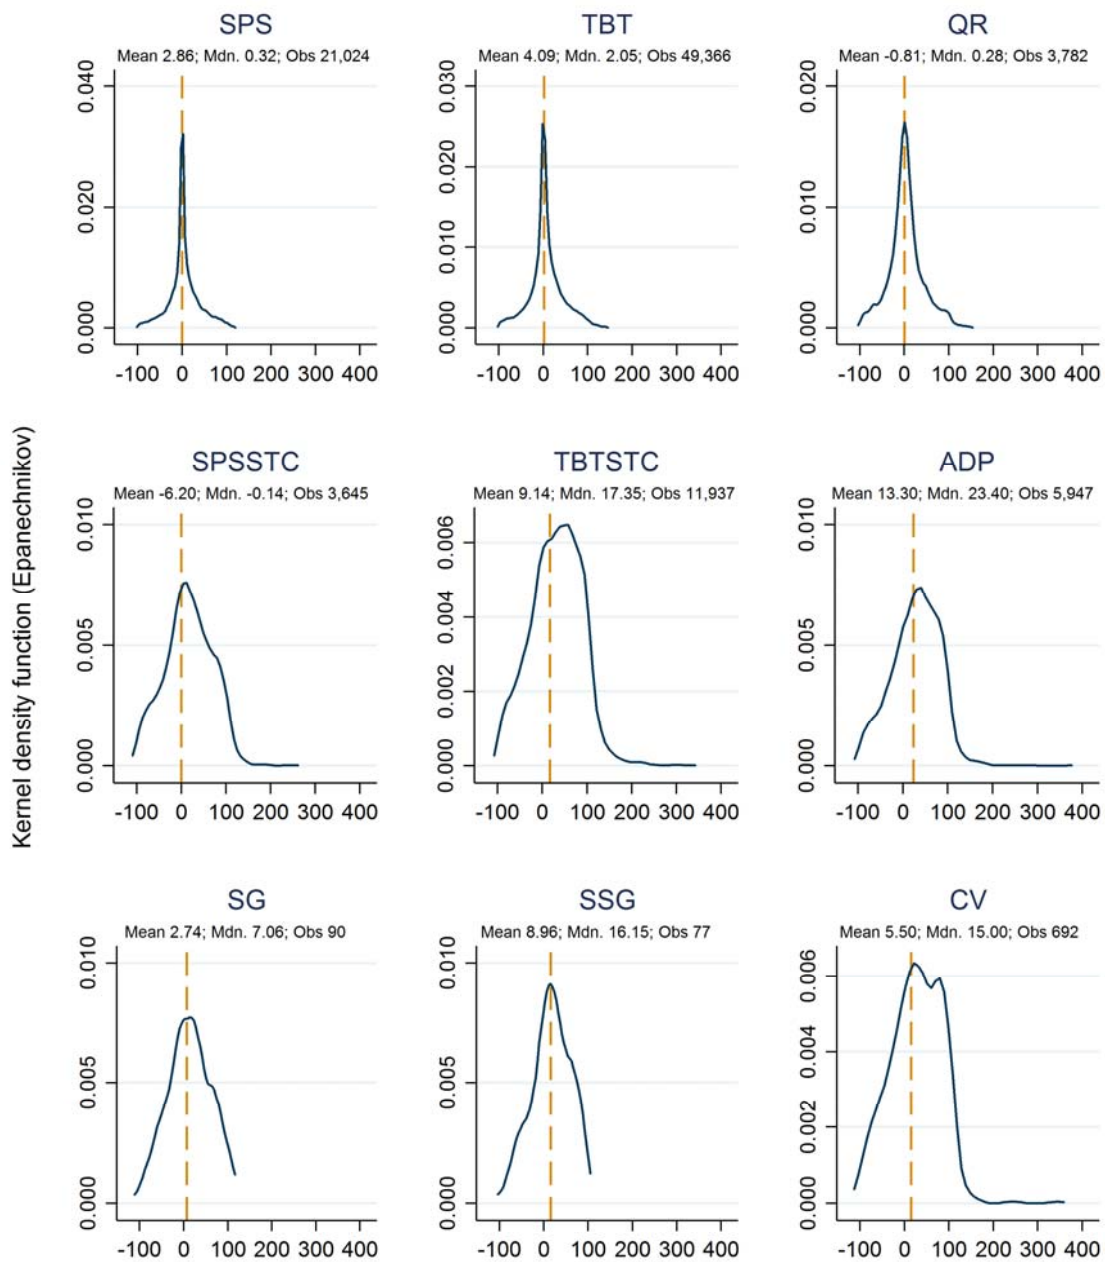 SPS
TBT
QR
Mean 2.86; Mdn. 0.32; Obs 21,024
Mean 4.09; Mdn. 2.05; Obs 49,366
Mean -0.81; Mdn. 0.28; Obs 3,782
0.040
0.020
0.000
0.030
0.020
0.010
0.000
0.020
0.010
0.000
-100 0 100 200 300 400
-100 0 100 200 300 400
-100 0 100 200 300 400
Kernel density function (Epanechnikov)
SPSSTC
TBTSTC
ADP
Mean -6.20; Mdn. -0.14; Obs 3,645
Mean 9.14; Mdn. 17.35; Obs 11,937
Mean 13.30; Mdn. 23.40; Obs 5,947
0.010
0.005
0.000
0.006
0.004
0.002
0.000
0.010
0.005
0.000
-100 0 100 200 300 400
-100 0 100 200 300 400
-100 0 100 200 300 400
SG
SSG
CV
Mean 2.74; Mdn. 7.06; Obs 90
Mean 8.96; Mdn. 16.15; Obs 77
Mean 5.50; Mdn. 15.00; Obs 692
0.010
0.005
0.000
0.010
0.005
0.000
0.006
0.004
0.002
0.000
-100 0 100 200 300 400
-100 0 100 200 300 400
-100 0 100 200 300 400